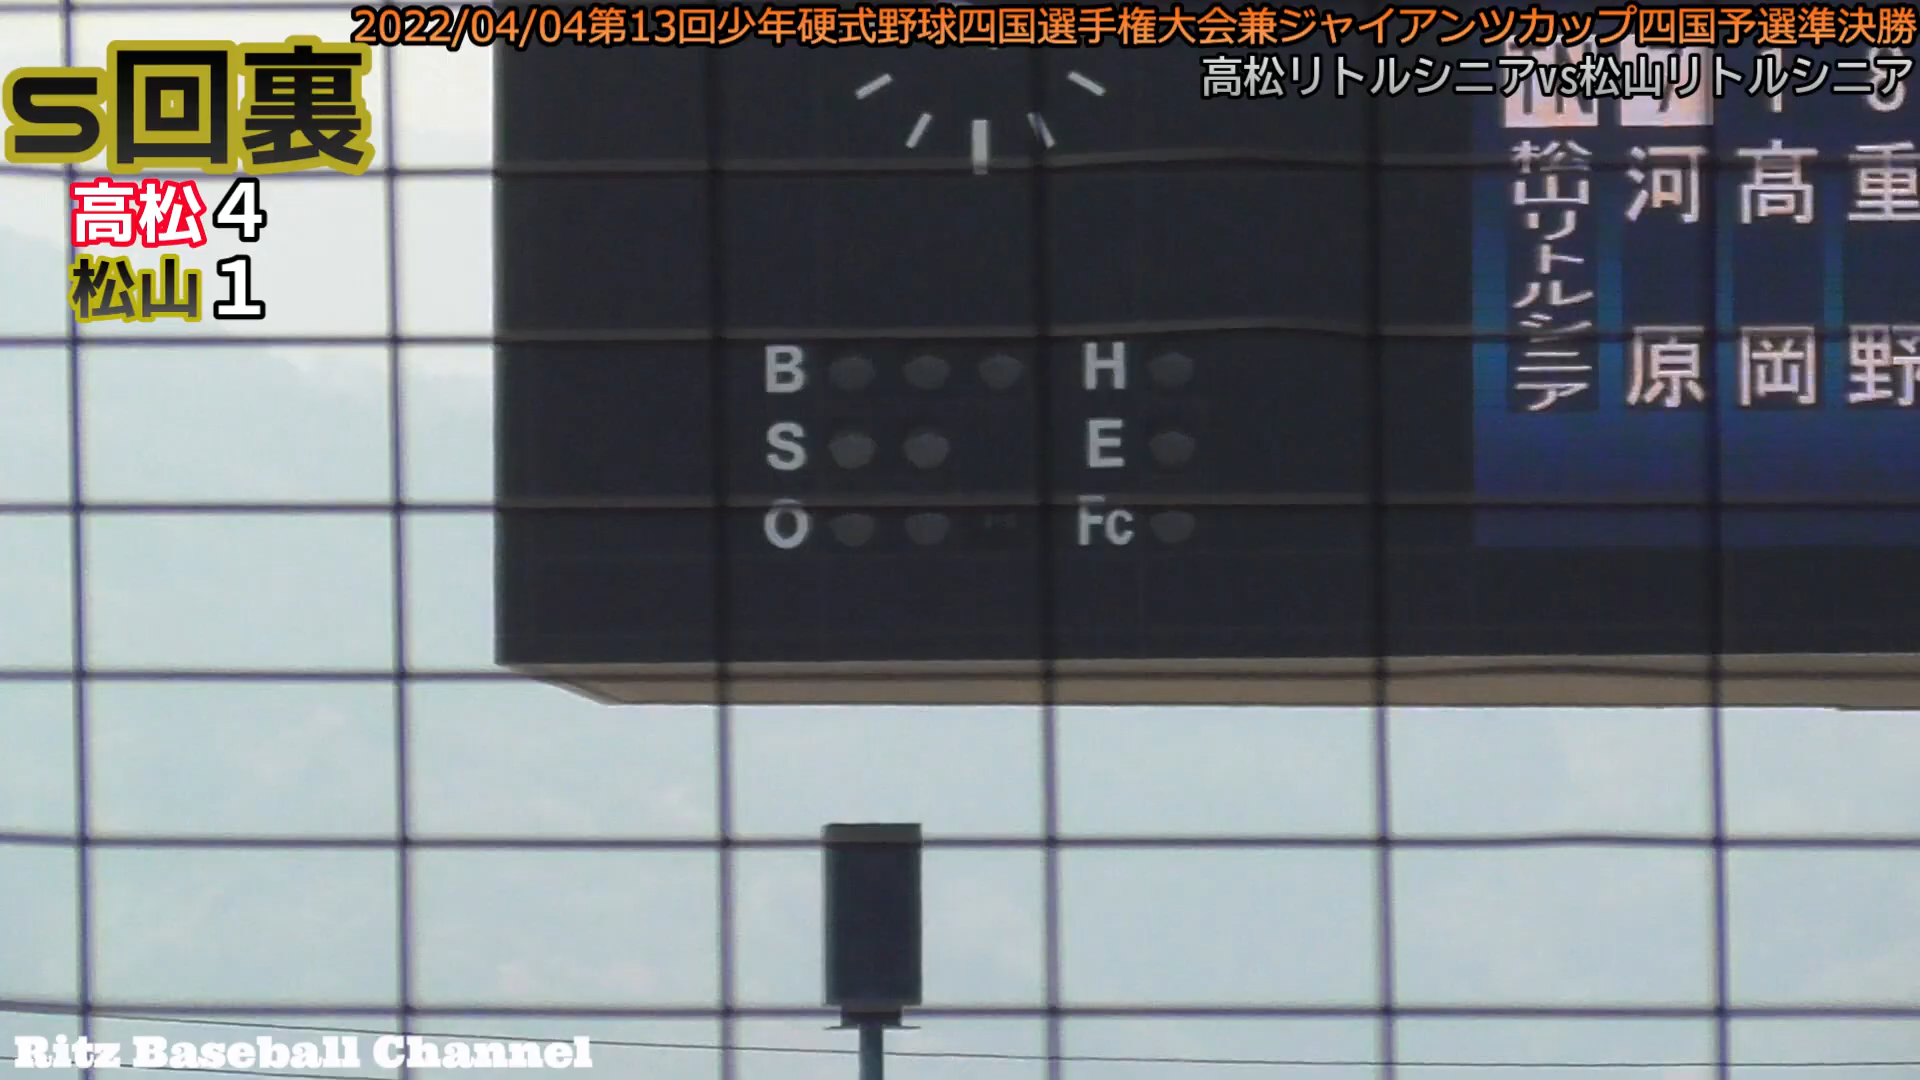 2022/04/04第13回少年硬式野球四国選手権大会兼ジャイアンツカップ四国予選準決勝
高松リトルシニアvs松山リトルシニア
5回裏
高松 4
松山 1
松山リトルシニア
河原
髙岡
重野
B H
S E
O Fc
Ritz Baseball Channel